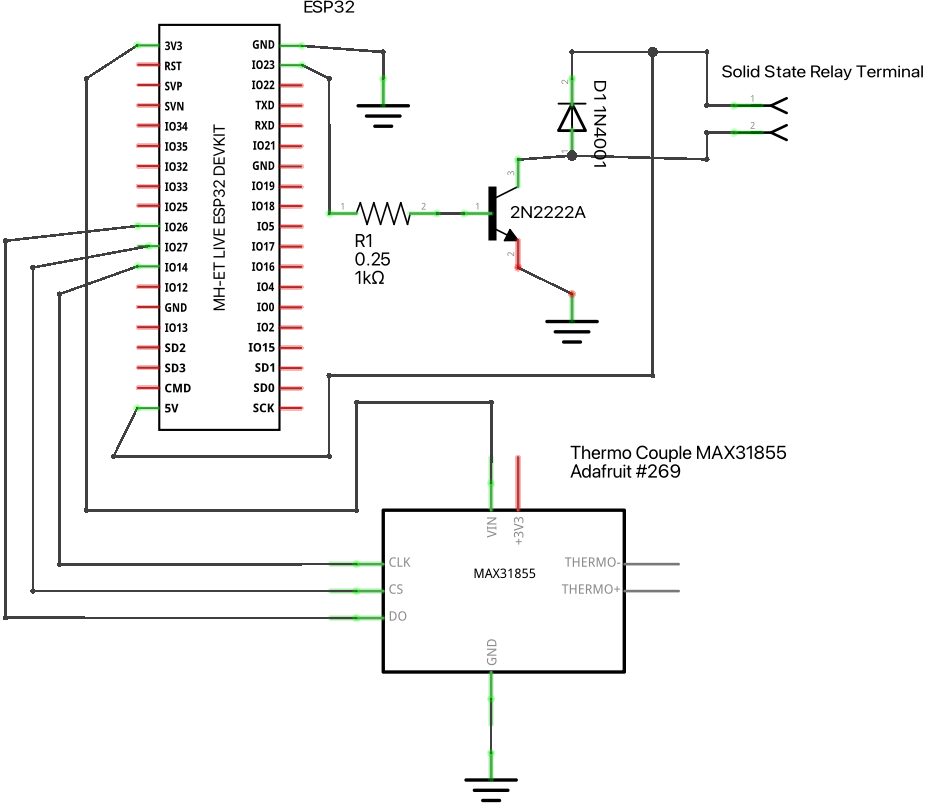 ESP32
3V3
RST
SVP
SVN
IO34
IO35
IO32
IO33
IO25
IO26
IO27
IO14
IO12
GND
IO13
SD2
SD3
CMD
5V
MH-ET LIVE ESP32 DEVKIT
GND
IO23
IO22
TXD
RXD
IO21
GND
IO19
IO18
IO5
IO17
IO16
IO4
IO0
IO2
IO15
SD1
SD0
SCK
1
2
R1
0.25
1kΩ
1
3
2
2N2222A
2
1
D1 1N4001
Solid State Relay Terminal
1
2
Thermo Couple MAX31855
Adafruit #269
VIN
+3V3
CLK
CS
DO
MAX31855
THERMO-
THERMO+
GND